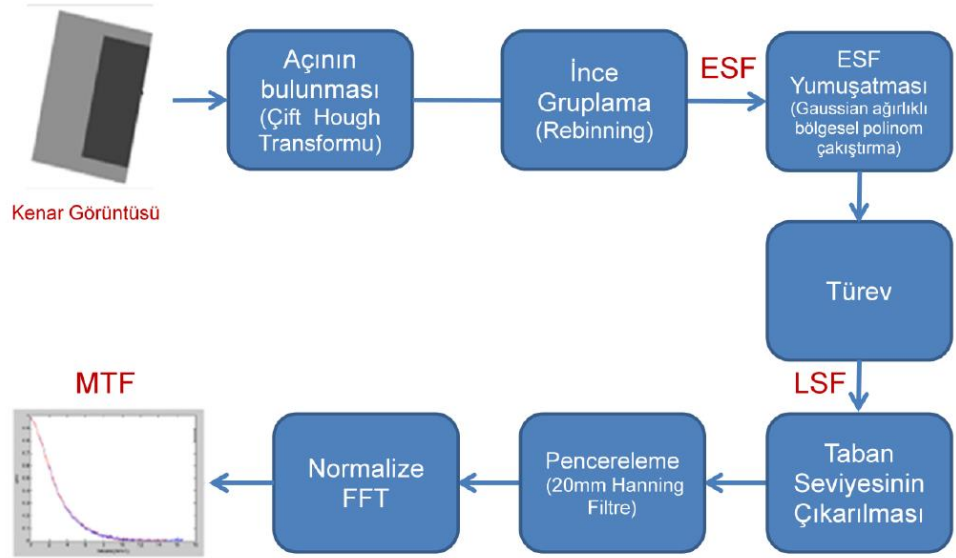 Kenar Görüntüsü
Açının
bulunması
(Çift Hough
Transformu)
İnce
Gruplama
(Rebinning)
ESF
ESF
Yumuşatması
(Gaussian ağırlıklı
bölgesel polinom
çakıştırma)
Türev
LSF
Taban
Seviyesinin
Çıkarılması
Pencereleme
(20mm Hanning
Filtre)
Normalize
FFT
MTF